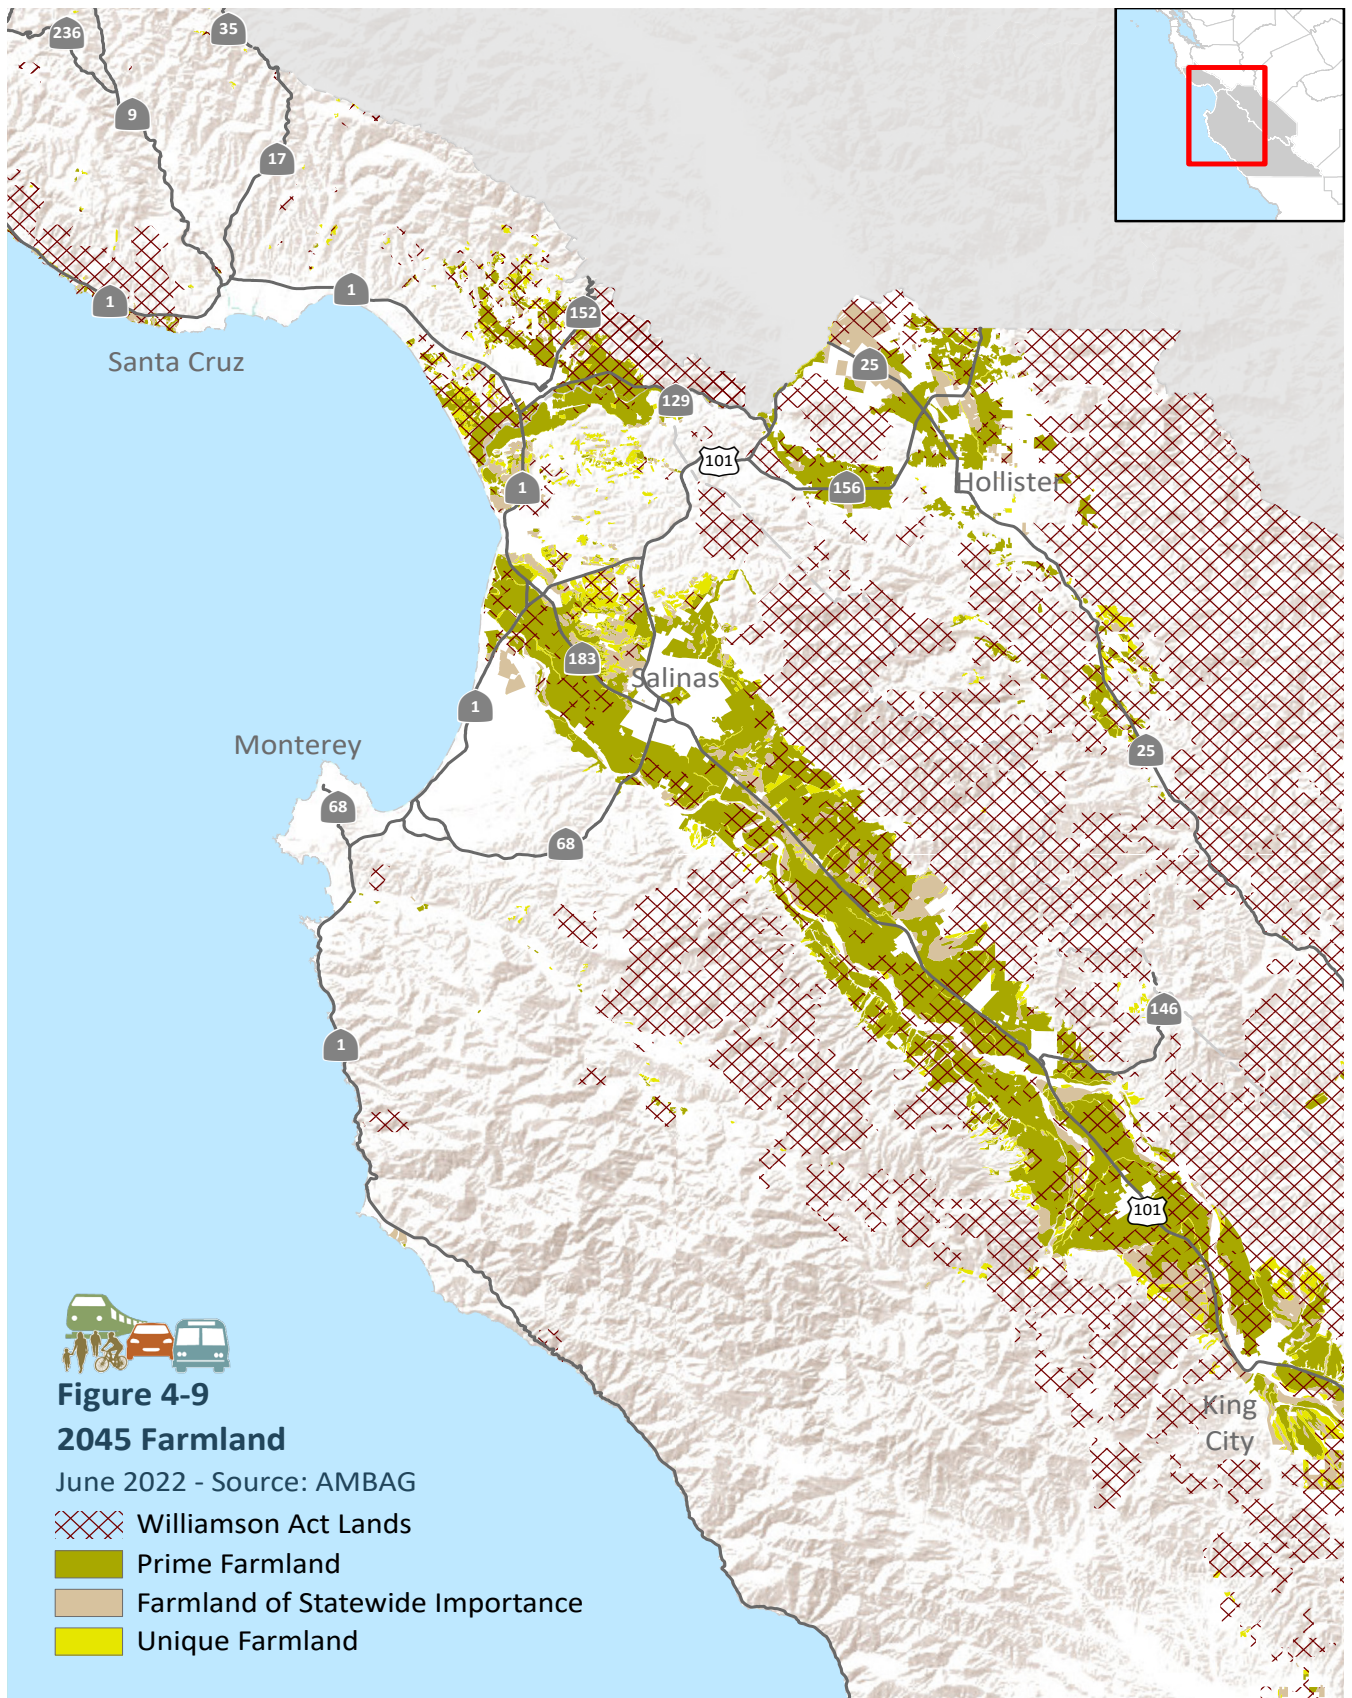 236
35
9
17
1
1
152
Santa Cruz
25
129
101
156
Hollister
1
183
Salinas
1
Monterey
25
68
68
146
1
101
King
City
Figure 4-9
2045 Farmland
June 2022 - Source: AMBAG
Williamson Act Lands
Prime Farmland
Farmland of Statewide Importance
Unique Farmland